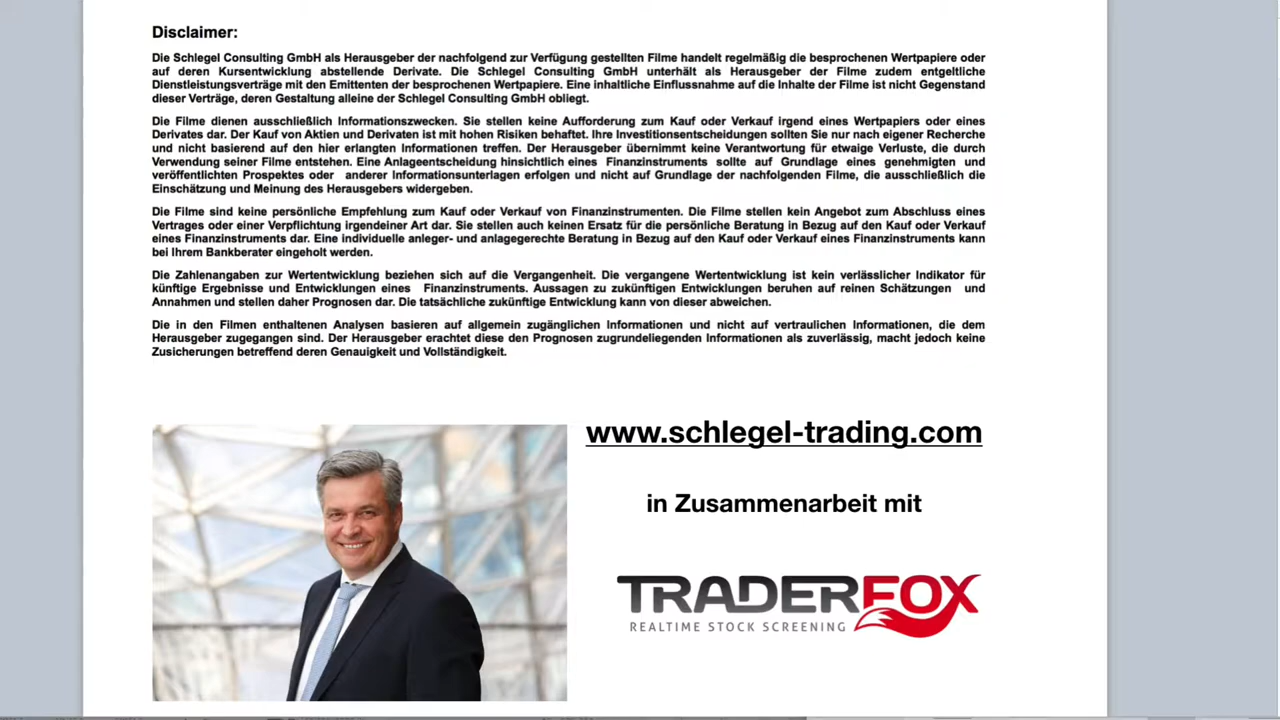 Disclaimer:
Die Schlegel Consulting GmbH als Herausgeber der nachfolgend zur Verfügung gestellten Filme handelt regelmäßig die besprochenen Wertpapiere oder
auf deren Kursentwicklung abstellende Derivate. Die Schlegel Consulting GmbH unterhält als Herausgeber der Filme zudem entgeltliche
Dienstleistungsverträge mit den Emittenten der besprochenen Wertpapiere. Eine inhaltliche Einflussnahme auf die Inhalte der Filme ist nicht Gegenstand
dieser Verträge, deren Gestaltung alleine der Schlegel Consulting GmbH obliegt.
Die Filme dienen ausschließlich Informationszwecken. Sie stellen keine Aufforderung zum Kauf oder Verkauf irgend eines Wertpapiers oder eines
Derivates dar. Der Kauf von Aktien und Derivaten ist mit hohen Risiken behaftet. Ihre Investitionsentscheidungen sollten Sie nur nach eigener Recherche
und nicht basierend auf den hier erlangten Informationen treffen. Der Herausgeber übernimmt keine Verantwortung für etwaige Verluste, die durch
Verwendung seiner Filme entstehen. Eine Anlageentscheidung hinsichtlich eines Finanzinstruments sollte auf Grundlage eines genehmigten und
veröffentlichten Prospektes oder anderer Informationsunterlagen erfolgen und nicht auf Grundlage der nachfolgenden Filme, die ausschließlich die
Einschätzung und Meinung des Herausgebers widergeben.
Die Filme sind keine persönliche Empfehlung zum Kauf oder Verkauf von Finanzinstrumenten. Die Filme stellen kein Angebot zum Abschluss eines
Vertrages oder einer Verpflichtung irgendeiner Art dar. Sie stellen auch keinen Ersatz für die persönliche Beratung in Bezug auf den Kauf oder Verkauf
eines Finanzinstruments dar. Eine individuelle anleger- und anlagegerechte Beratung in Bezug auf den Kauf oder Verkauf eines Finanzinstruments kann
bei Ihrem Bankberater eingeholt werden.
Die Zahlenangaben zur Wertentwicklung beziehen sich auf die Vergangenheit. Die vergangene Wertentwicklung ist kein verlässlicher Indikator für
künftige Ergebnisse und Entwicklungen eines Finanzinstruments. Aussagen zu zukünftigen Entwicklungen beruhen auf reinen Schätzungen und
Annahmen und stellen daher Prognosen dar. Die tatsächliche zukünftige Entwicklung kann von dieser abweichen.
Die in den Filmen enthaltenen Analysen basieren auf allgemein zugänglichen Informationen und nicht auf vertraulichen Informationen, die dem
Herausgeber zugegangen sind. Der Herausgeber erachtet diese den Prognosen zugrundeliegenden Informationen als zuverlässig, macht jedoch keine
Zusicherungen betreffend deren Genauigkeit und Vollständigkeit.
www.schlegel-trading.com
in Zusammenarbeit mit
TRADERFOX
REALTIME STOCK SCREENING